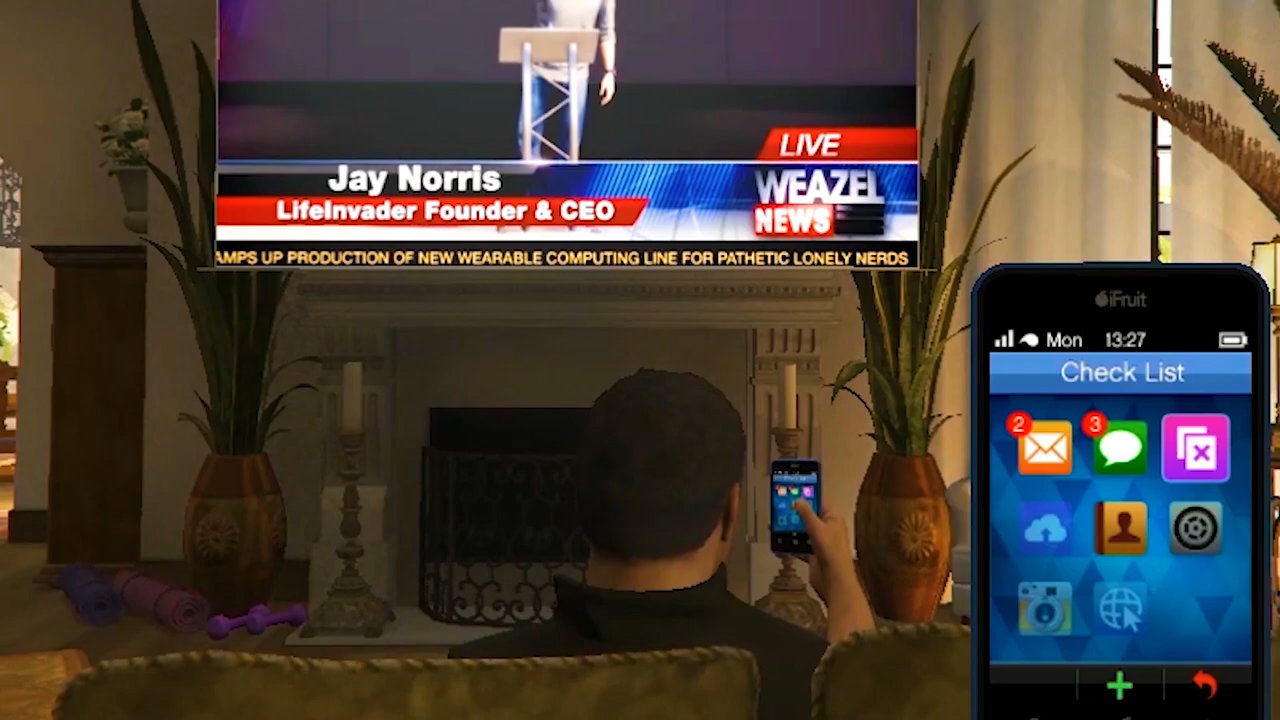 LIVE
Jay Norris
LifeInvader Founder & CEO
WEAZEL
NEWS
AMPS UP PRODUCTION OF NEW WEARABLE COMPUTING LINE FOR PATHETIC LONELY NERDS
iFruit
Mon 13:27
Check List
2
3